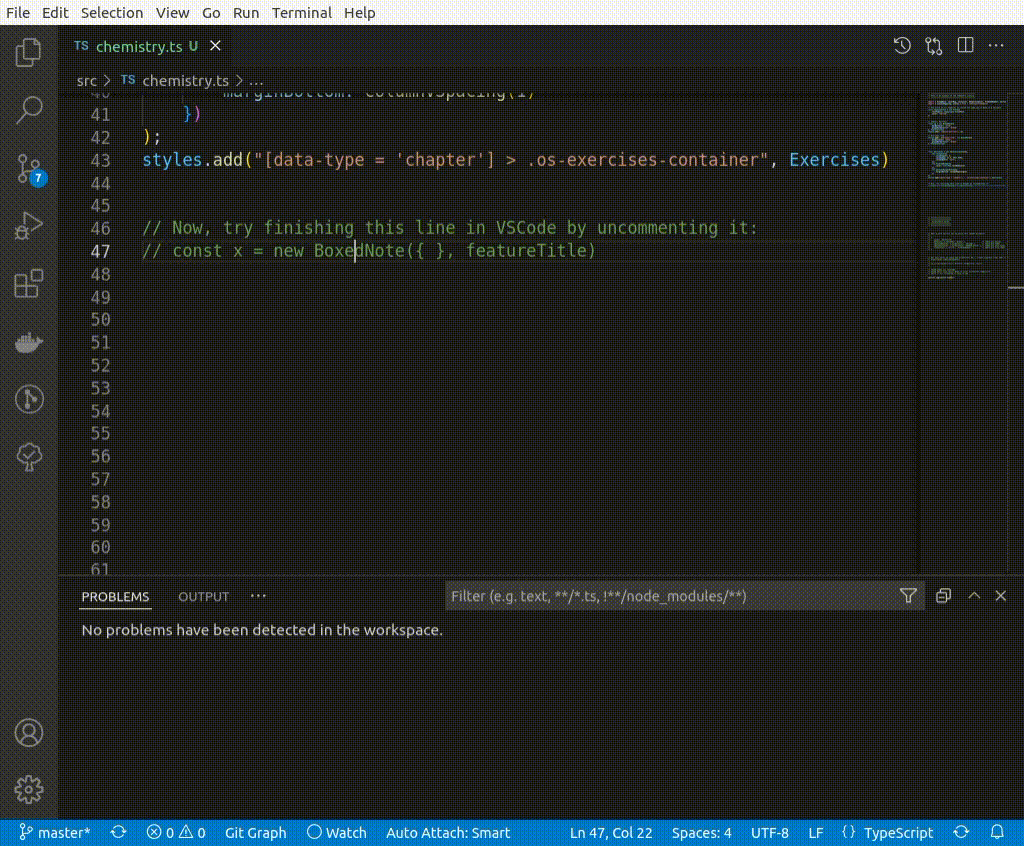 File Edit Selection View Go Run Terminal Help
TS chemistry.ts U
src > TS chemistry.ts > ...
40 marginBottom: columnVSpacing(1)
41 })
42 );
43 styles.add("[data-type = 'chapter'] > .os-exercises-container", Exercises)
44
45
46 // Now, try finishing this line in VSCode by uncommenting it:
47 // const x = new BoxedNote({ }, featureTitle)
48
49
50
51
52
53
54
55
56
57
58
59
60
61
7
PROBLEMS OUTPUT ... Filter (e.g. text, **/*.ts, !**/node_modules/**)
No problems have been detected in the workspace.
master* 0 0 Git Graph Watch Auto Attach: Smart Ln 47, Col 22 Spaces: 4 UTF-8 LF {} TypeScript